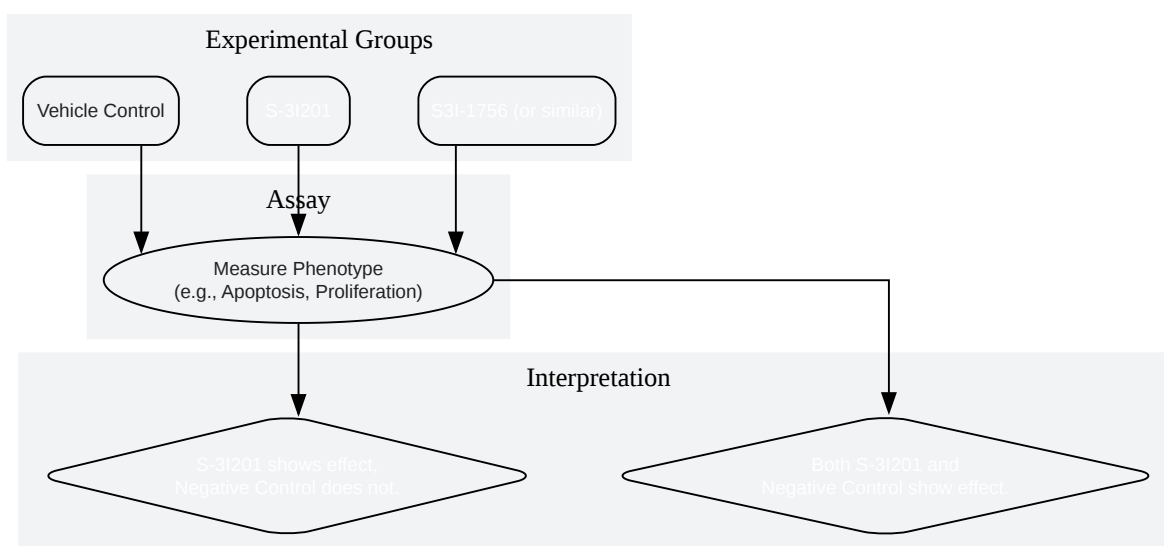 Experimental Groups
Vehicle Control
S-3I201
S3I-1756 (or similar)
Assay
Measure Phenotype
(e.g., Apoptosis, Proliferation)
Interpretation
S-3I201 shows effect.
Negative Control does not.
Both S-3I201 and
Negative Control show effect.